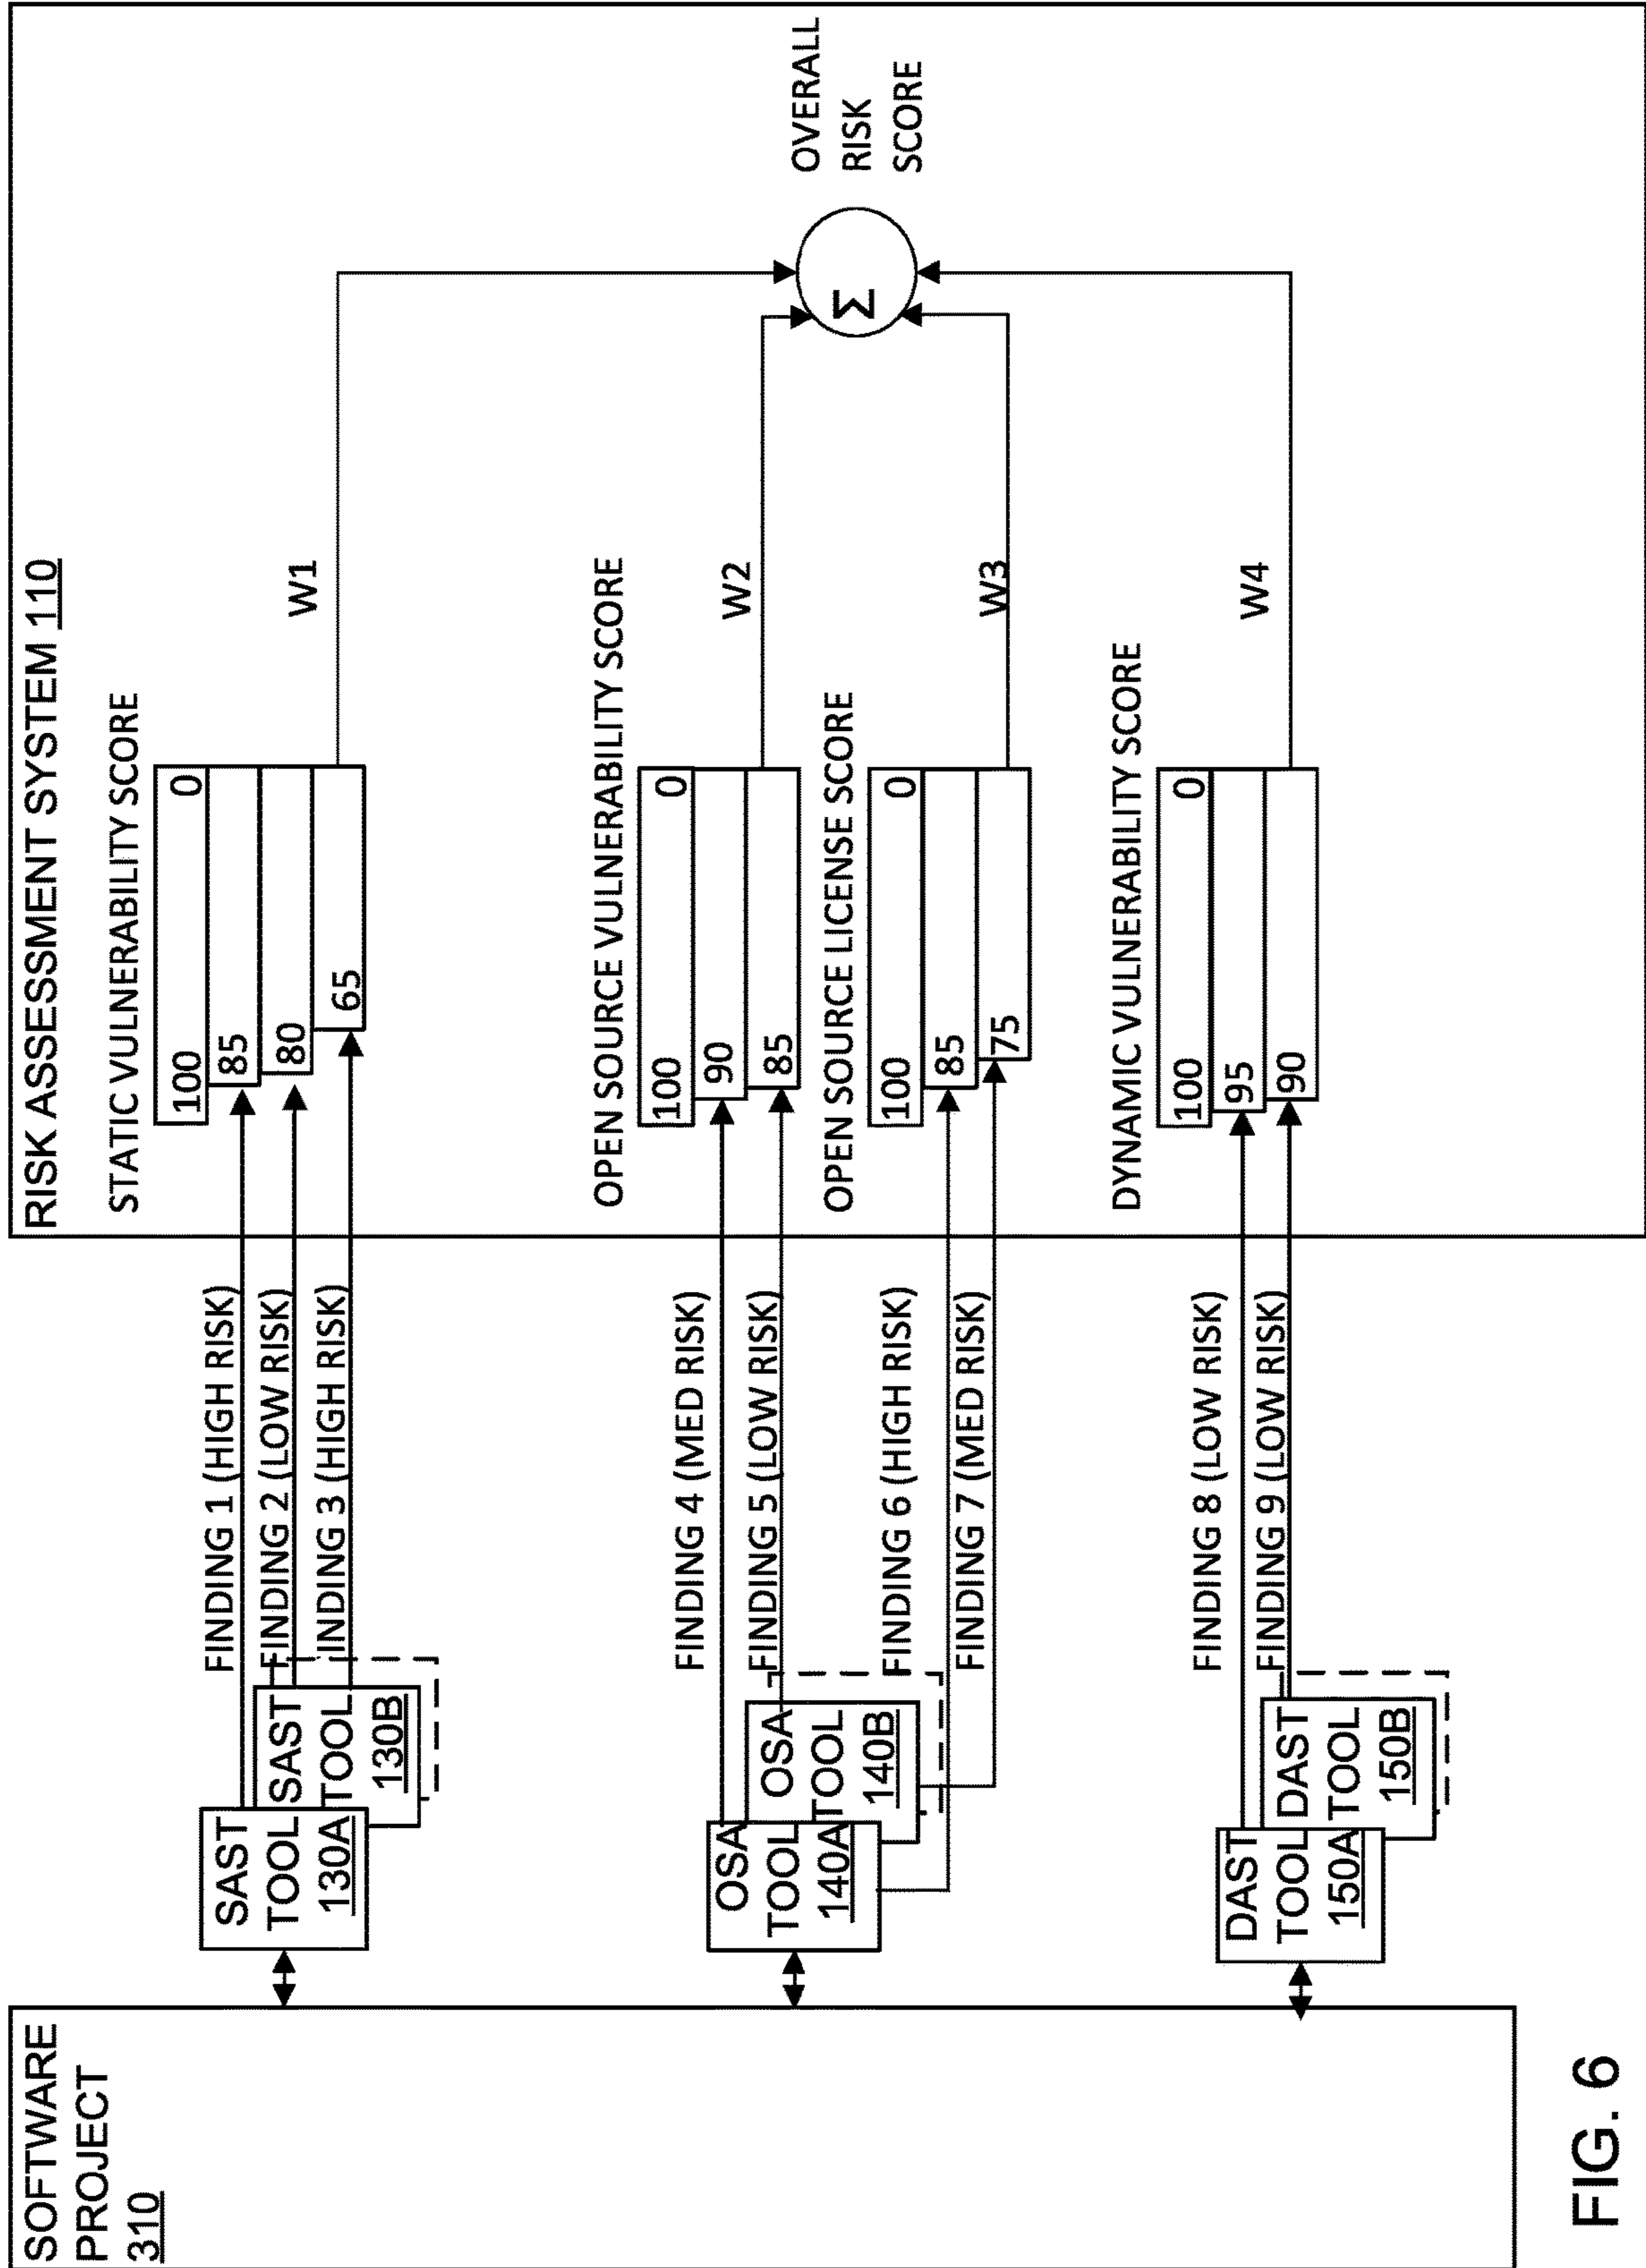 SOFTWARE
PROJECT
310
SAST
TOOL
130A
SAST
TOOL
130B
FINDING 1 (HIGH RISK)
FINDING 2 (LOW RISK)
FINDING 3 (HIGH RISK)
OSA
TOOL
140A
OSA
TOOL
140B
FINDING 4 (MED RISK)
FINDING 5 (LOW RISK)
FINDING 6 (HIGH RISK)
FINDING 7 (MED RISK)
DAST
TOOL
150A
DAST
TOOL
150B
FINDING 8 (LOW RISK)
FINDING 9 (LOW RISK)
RISK ASSESSMENT SYSTEM 110
STATIC VULNERABILITY SCORE
100 0
85
80
65
W1
OPEN SOURCE VULNERABILITY SCORE
100 0
90
85
W2
OPEN SOURCE LICENSE SCORE
100 0
85
75
W3
DYNAMIC VULNERABILITY SCORE
100 0
95
90
W4
Σ
OVERALL
RISK
SCORE
FIG. 6